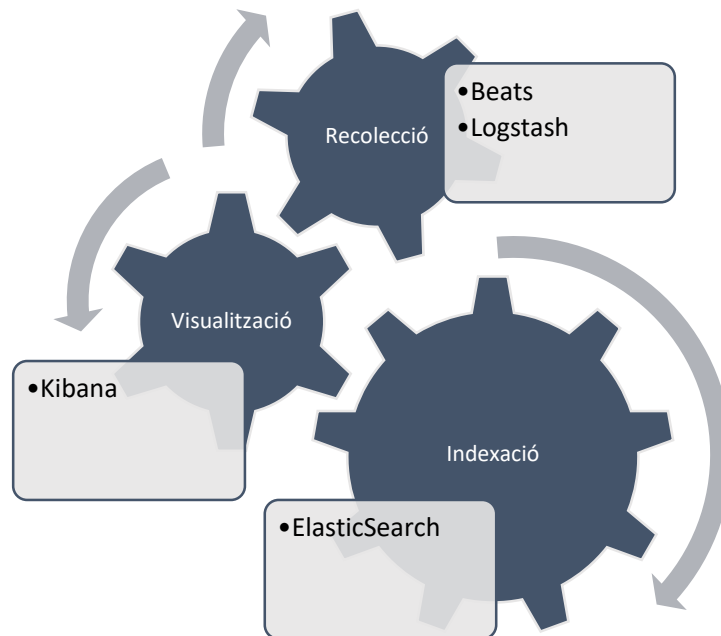 Recolecció
•Beats
•Logstash
Visualització
•Kibana
Indexació
•ElasticSearch